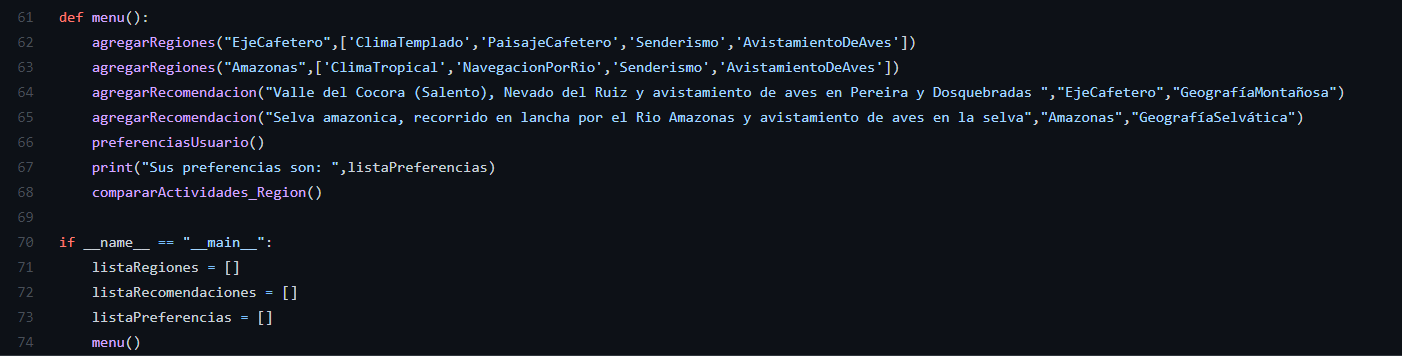 61 def menu():
62 agregarRegiones("EjeCafetero",['ClimaTemplado','PaisajeCafetero','Senderismo','AvistamientoDeAves'])
63 agregarRegiones("Amazonas",['ClimaTropical','NavegacionPorRio','Senderismo','AvistamientoDeAves'])
64 agregarRecomendacion("Valle del Cocora (Salento), Nevado del Ruiz y avistamiento de aves en Pereira y Dosquebradas ","EjeCafetero","GeografíaMontañosa")
65 agregarRecomendacion("Selva amazonica, recorrido en lancha por el Rio Amazonas y avistamiento de aves en la selva","Amazonas","GeografíaSelvática")
66 preferenciasUsuario()
67 print("Sus preferencias son: ",listaPreferencias)
68 compararActividades_Region()
69
70 if __name__ == "__main__":
71 listaRegiones = []
72 listaRecomendaciones = []
73 listaPreferencias = []
74 menu()